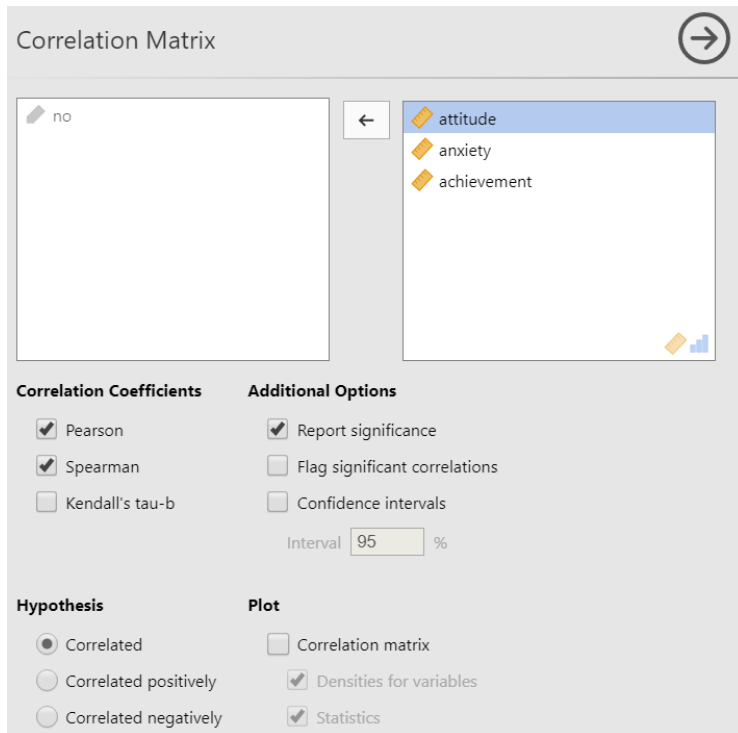 Correlation Matrix
no
attitude
anxiety
achievement
Correlation Coefficients
Additional Options
Pearson
Report significance
Spearman
Flag significant correlations
Kendall's tau-b
Confidence intervals
Interval 95 %
Hypothesis
Plot
Correlated
Correlation matrix
Correlated positively
Densities for variables
Correlated negatively
Statistics